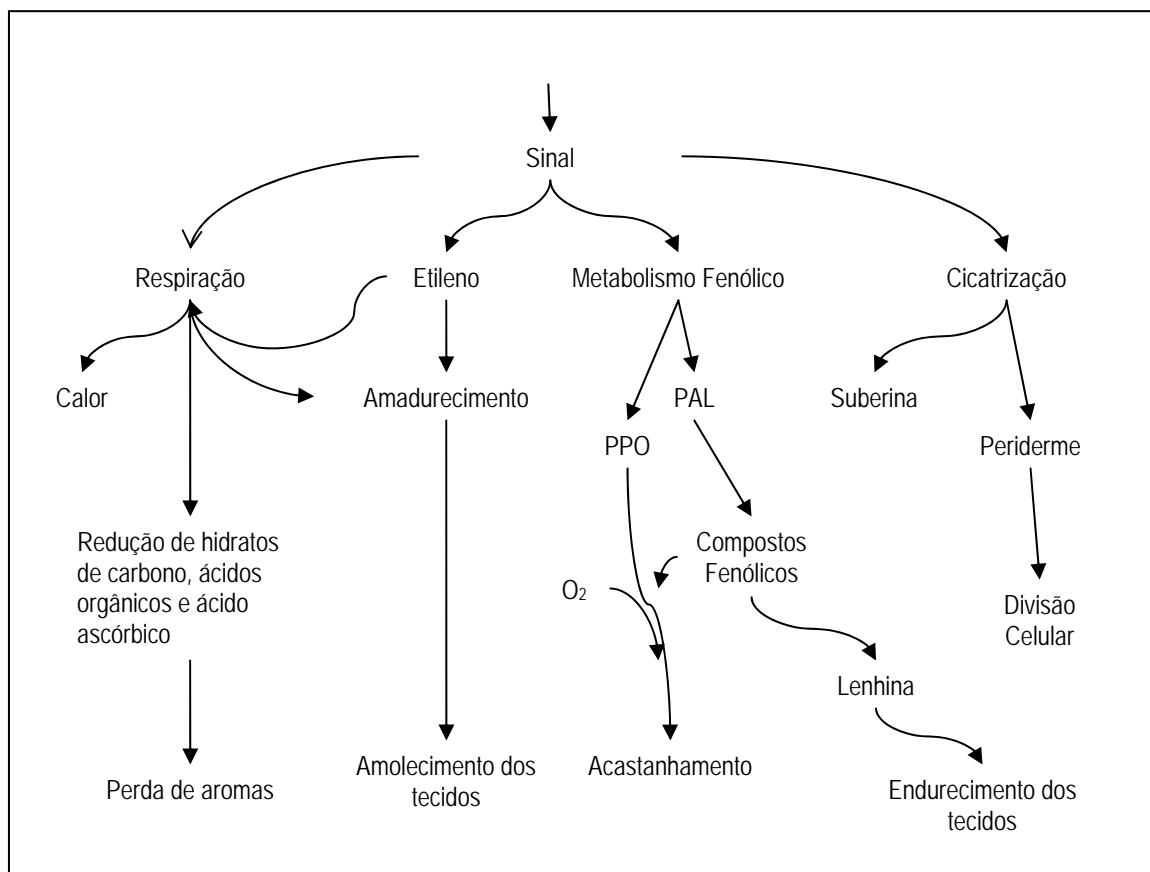 Sinal
Respiração
Etileno
Metabolismo Fenólico
Cicatrização
Calor
Amadurecimento
PAL
Suberina
PPO
Periderme
Redução de hidratos
de carbono, ácidos
orgânicos e ácido
ascórbico
Compostos
Fenólicos
O₂
Divisão
Celular
Lenhina
Perda de aromas
Amolecimento dos
tecidos
Acastanhamento
Endurecimento dos
tecidos